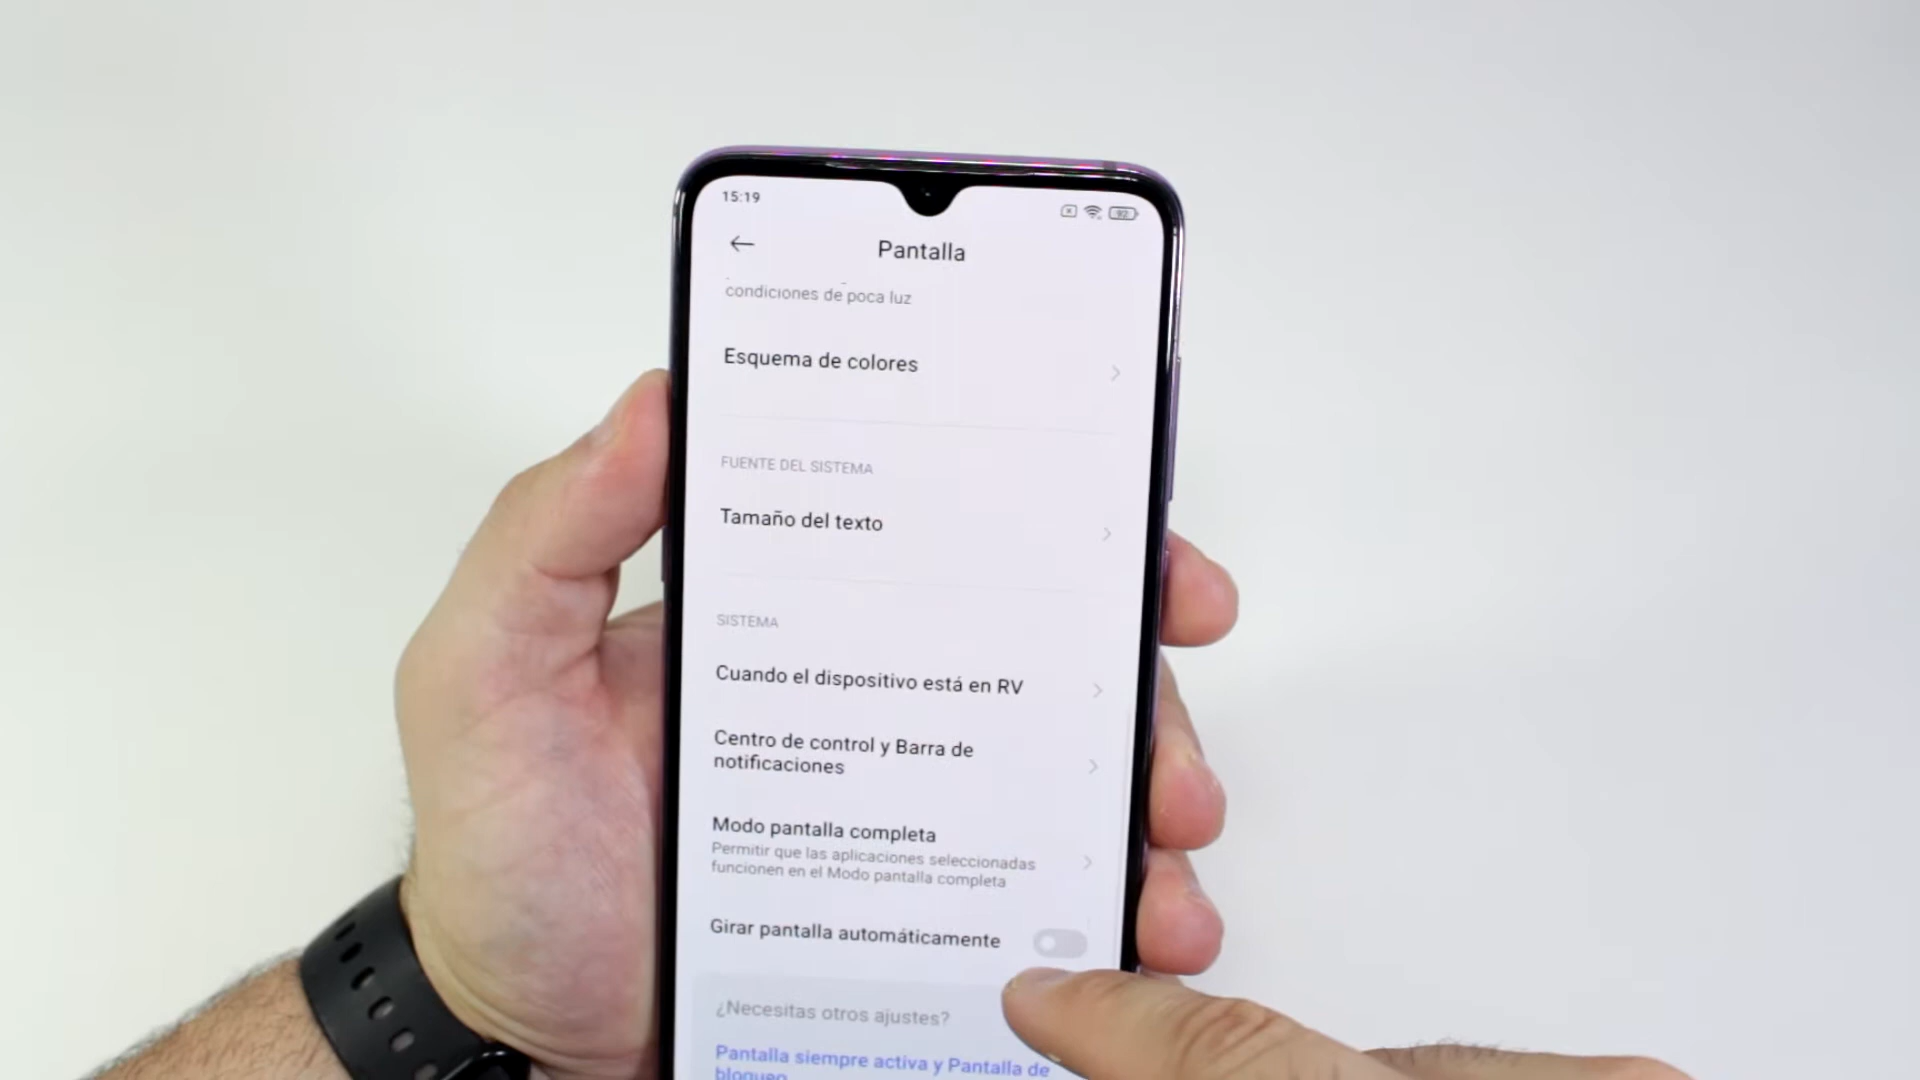 15:19
92
Pantalla
condiciones de poca luz
Esquema de colores
FUENTE DEL SISTEMA
Tamaño del texto
SISTEMA
Cuando el dispositivo está en RV
Centro de control y Barra de
notificaciones
Modo pantalla completa
Permitir que las aplicaciones seleccionadas
funcionen en el Modo pantalla completa
Girar pantalla automáticamente
¿Necesitas otros ajustes?
Pantalla siempre activa y Pantalla de
bloqueo